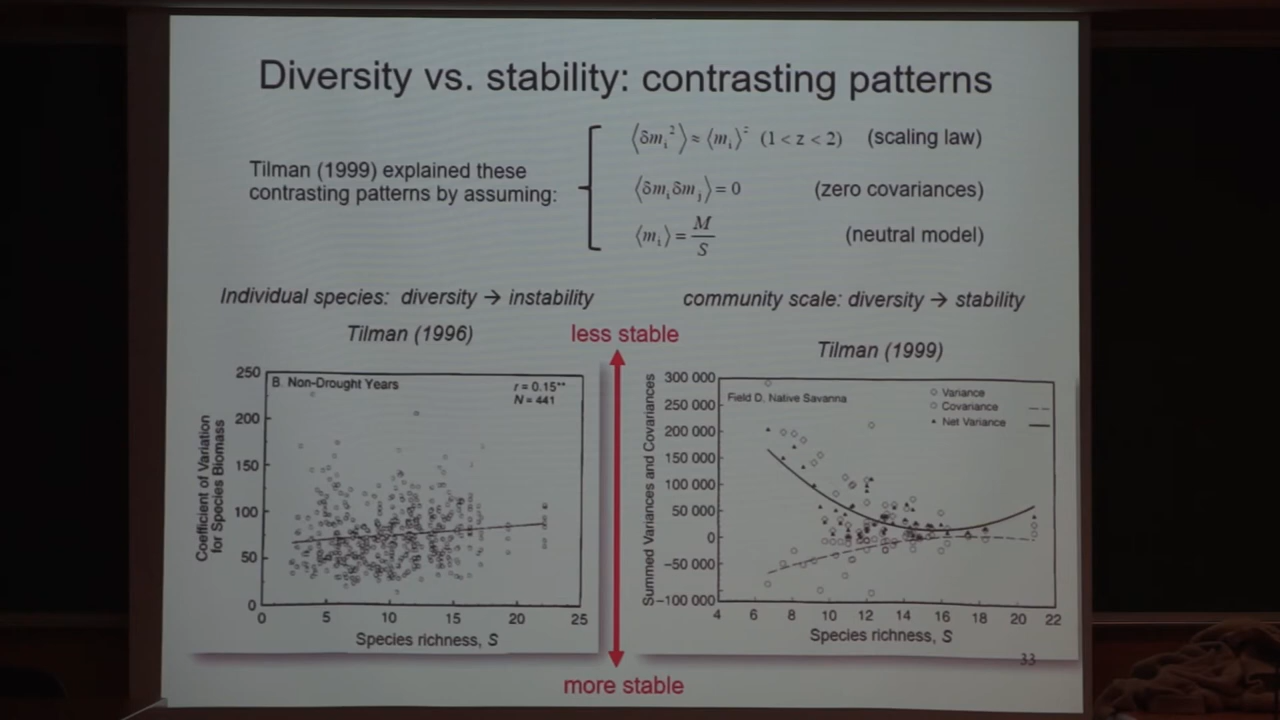 Diversity vs. stability: contrasting patterns
Tilman (1999) explained these
contrasting patterns by assuming:
⟨δmᵢ²⟩ ≈ ⟨mᵢ⟩ᶻ (1 < z < 2) (scaling law)
⟨δmᵢδmⱼ⟩ = 0 (zero covariances)
⟨mᵢ⟩ = M/S (neutral model)
Individual species: diversity → instability
community scale: diversity → stability
Tilman (1996)
less stable
Tilman (1999)
B. Non-Drought Years
r = 0.15**
N = 441
Coefficient of Variation
for Species Biomass
250
200
150
100
50
0
0 5 10 15 20 25
Species richness, S
Field D. Native Savanna
Variance
Covariance
Net Variance
Summed Variances and Covariances
300 000
250 000
200 000
150 000
100 000
50 000
0
−50 000
−100 000
4 6 8 10 12 14 16 18 20 22
Species richness, S
33
more stable